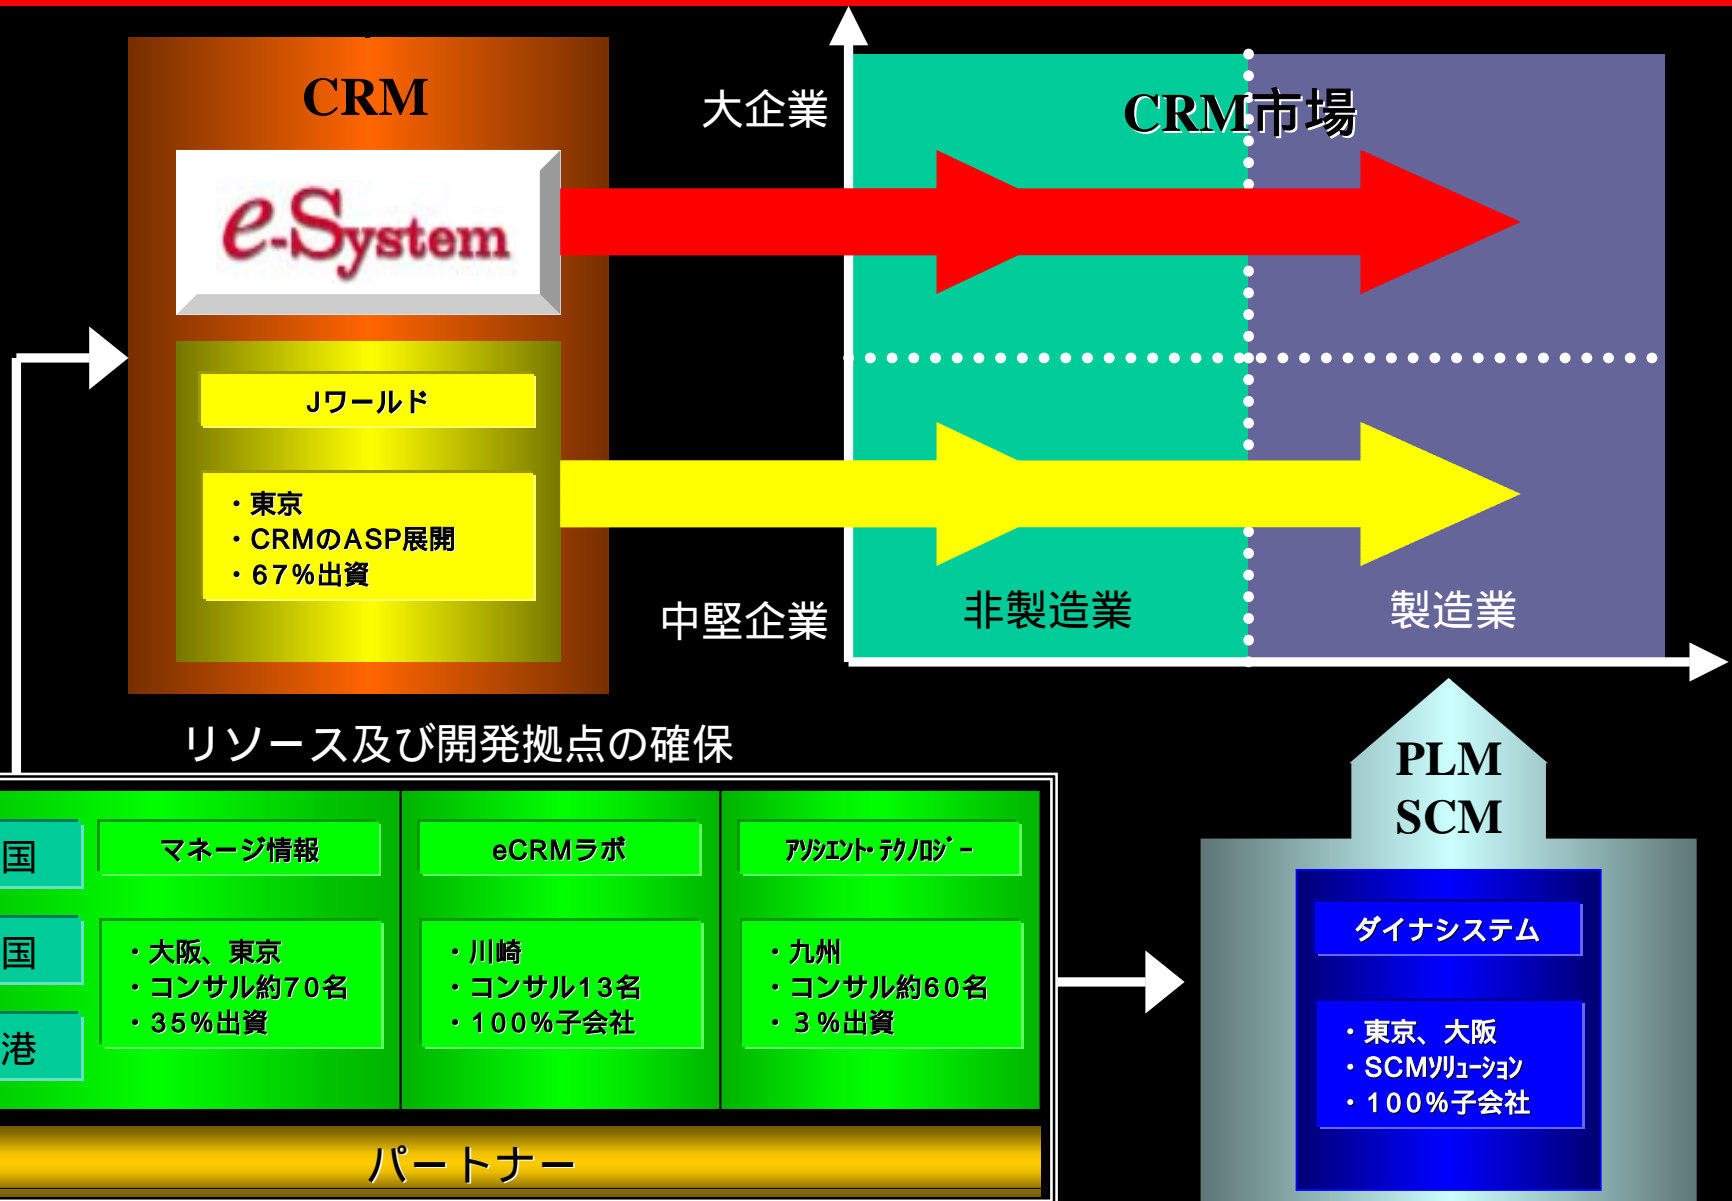 CRM
e-System
Jワールド
・東京
・CRMのASP展開
・67%出資
大企業
CRM市場
中堅企業
非製造業
製造業
リソース及び開発拠点の確保
国
国
港
マネージ情報
・大阪、東京
・コンサル約70名
・35%出資
eCRMラボ
・川崎
・コンサル13名
・100%子会社
ｱｿｼｴﾝﾄ・ﾃｸﾉﾛｼﾞｰ
・九州
・コンサル約60名
・3%出資
パートナー
PLM
SCM
ダイナシステム
・東京、大阪
・SCMｿﾘｭｰｼｮﾝ
・100%子会社